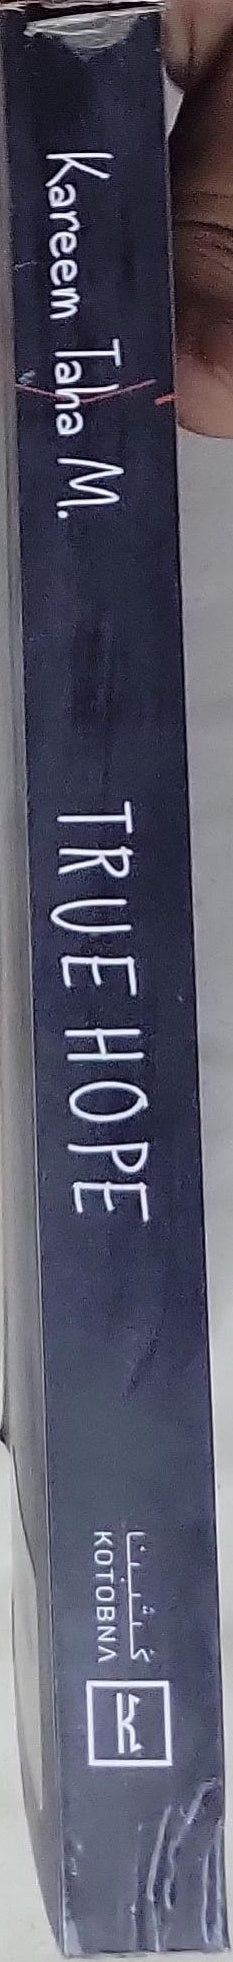 Kareem Taha M.
TRUE HOPE
كتبنا
KOTOBNA